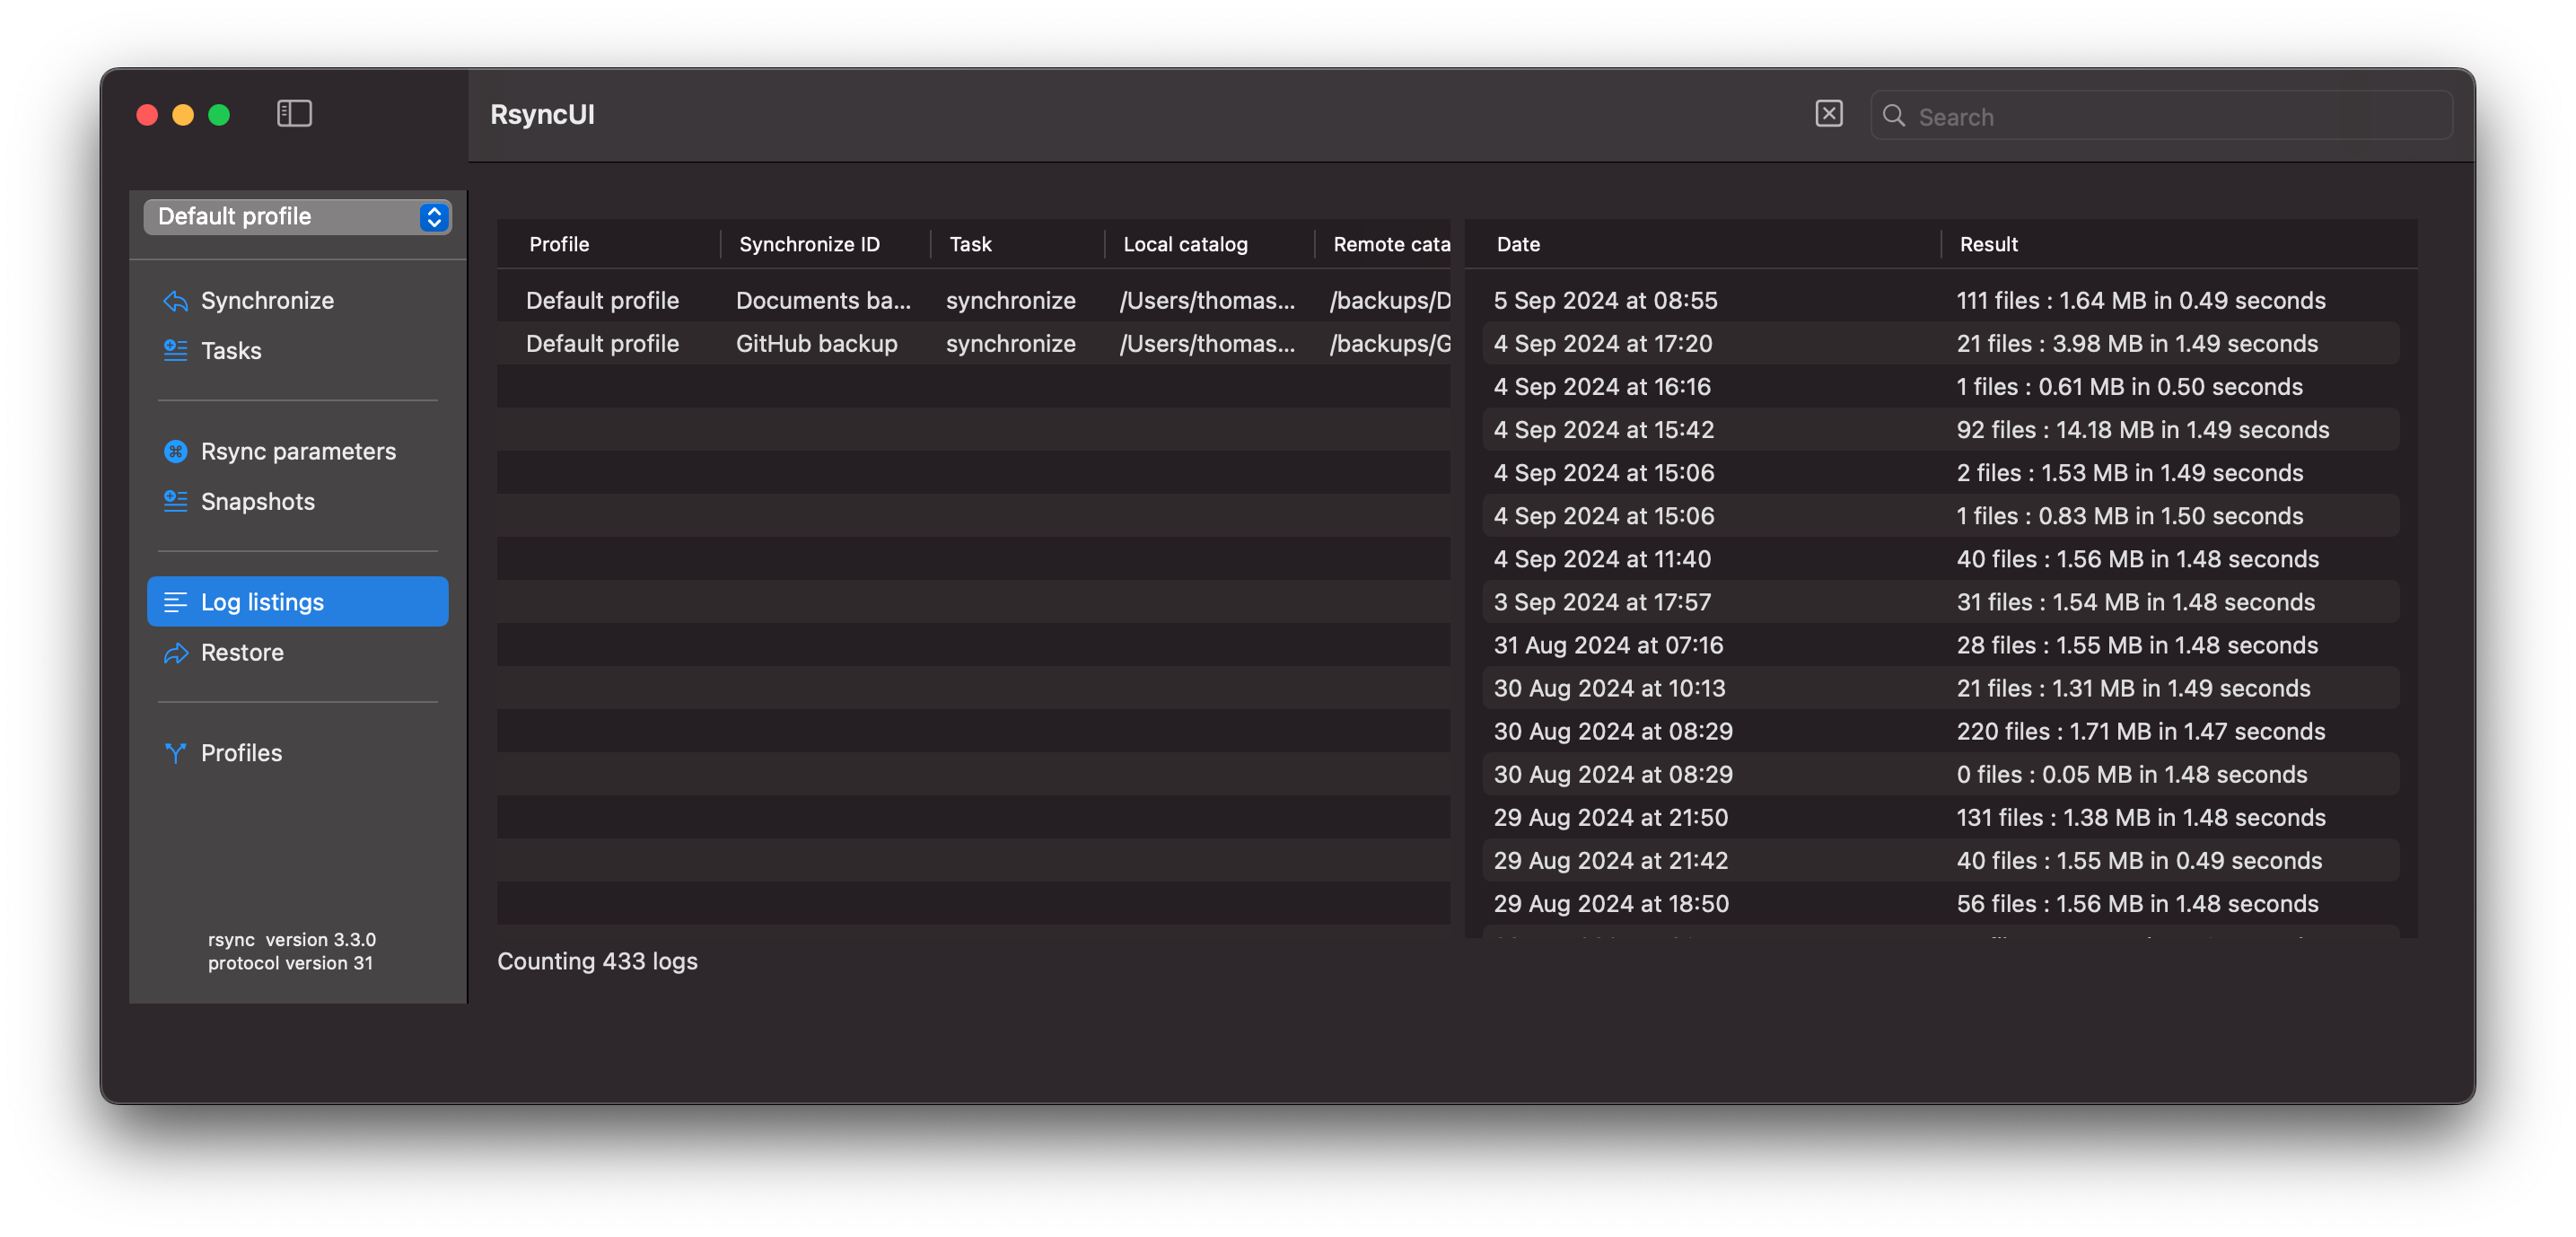 RsyncUI
Search
Default profile
Synchronize
Tasks
Rsync parameters
Snapshots
Log listings
Restore
Profiles
rsync version 3.3.0
protocol version 31
Profile Synchronize ID Task Local catalog Remote cata
Default profile Documents ba... synchronize /Users/thomas... /backups/D
Default profile GitHub backup synchronize /Users/thomas... /backups/G
Counting 433 logs
Date Result
5 Sep 2024 at 08:55 111 files : 1.64 MB in 0.49 seconds
4 Sep 2024 at 17:20 21 files : 3.98 MB in 1.49 seconds
4 Sep 2024 at 16:16 1 files : 0.61 MB in 0.50 seconds
4 Sep 2024 at 15:42 92 files : 14.18 MB in 1.49 seconds
4 Sep 2024 at 15:06 2 files : 1.53 MB in 1.49 seconds
4 Sep 2024 at 15:06 1 files : 0.83 MB in 1.50 seconds
4 Sep 2024 at 11:40 40 files : 1.56 MB in 1.48 seconds
3 Sep 2024 at 17:57 31 files : 1.54 MB in 1.48 seconds
31 Aug 2024 at 07:16 28 files : 1.55 MB in 1.48 seconds
30 Aug 2024 at 10:13 21 files : 1.31 MB in 1.49 seconds
30 Aug 2024 at 08:29 220 files : 1.71 MB in 1.47 seconds
30 Aug 2024 at 08:29 0 files : 0.05 MB in 1.48 seconds
29 Aug 2024 at 21:50 131 files : 1.38 MB in 1.48 seconds
29 Aug 2024 at 21:42 40 files : 1.55 MB in 0.49 seconds
29 Aug 2024 at 18:50 56 files : 1.56 MB in 1.48 seconds